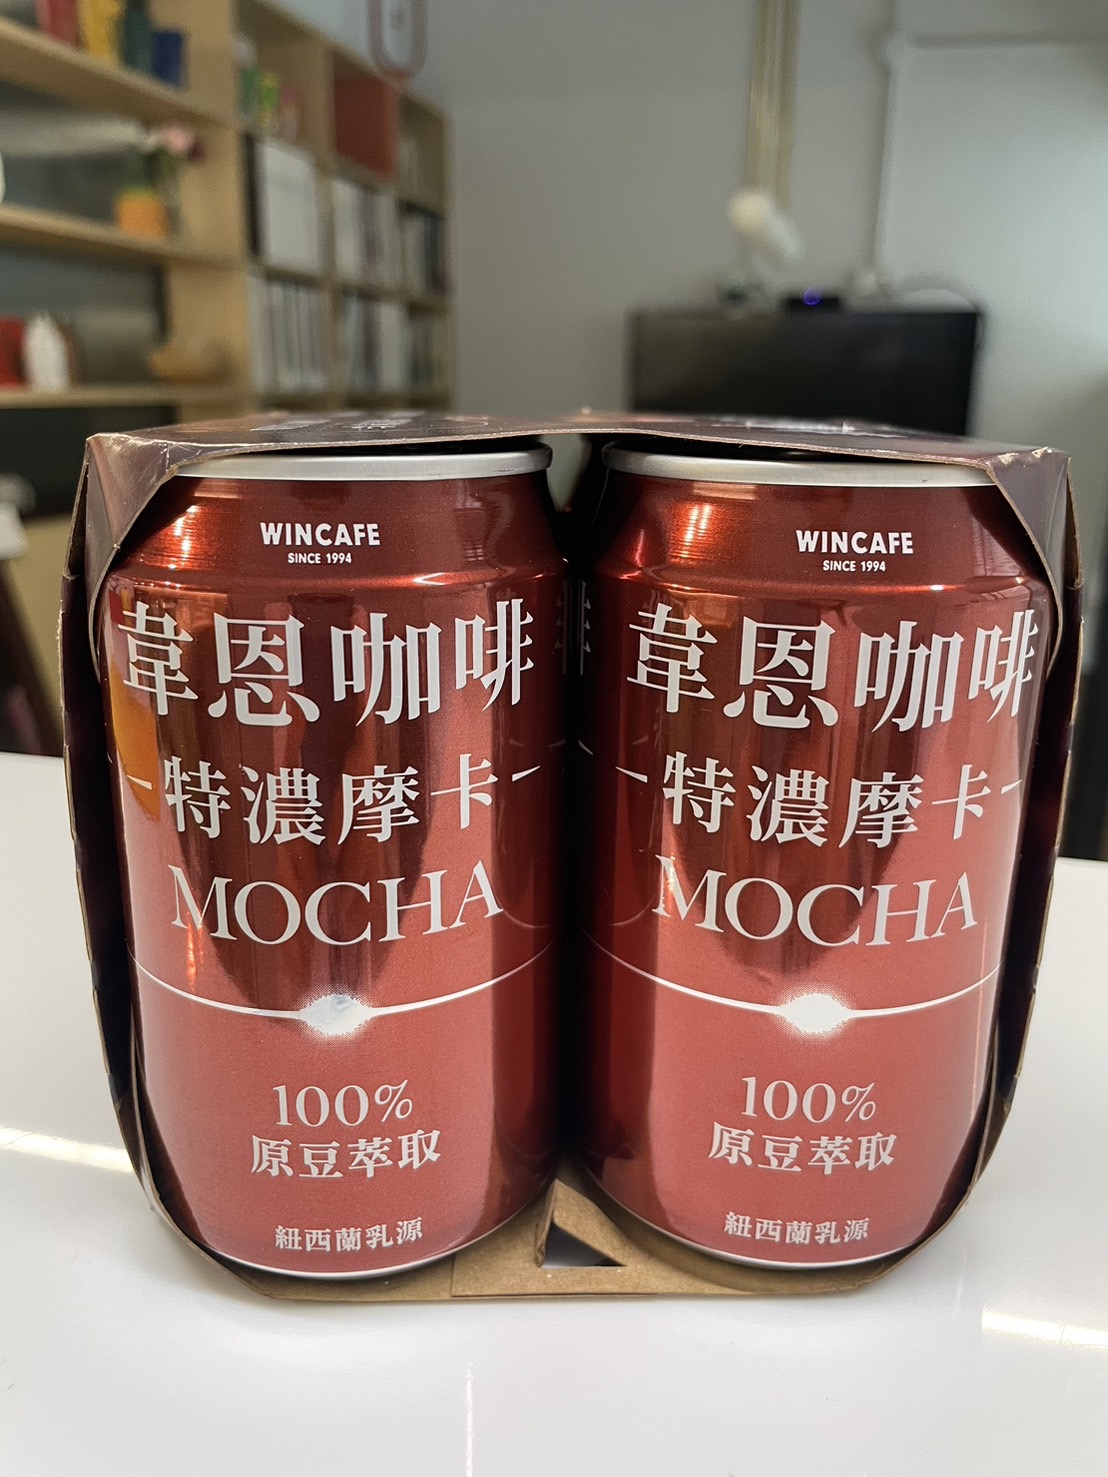 WINCAFE
SINCE 1994
韋恩咖啡
特濃摩卡
MOCHA
100%
原豆萃取
紐西蘭乳源
WINCAFE
SINCE 1994
韋恩咖啡
特濃摩卡
MOCHA
100%
原豆萃取
紐西蘭乳源